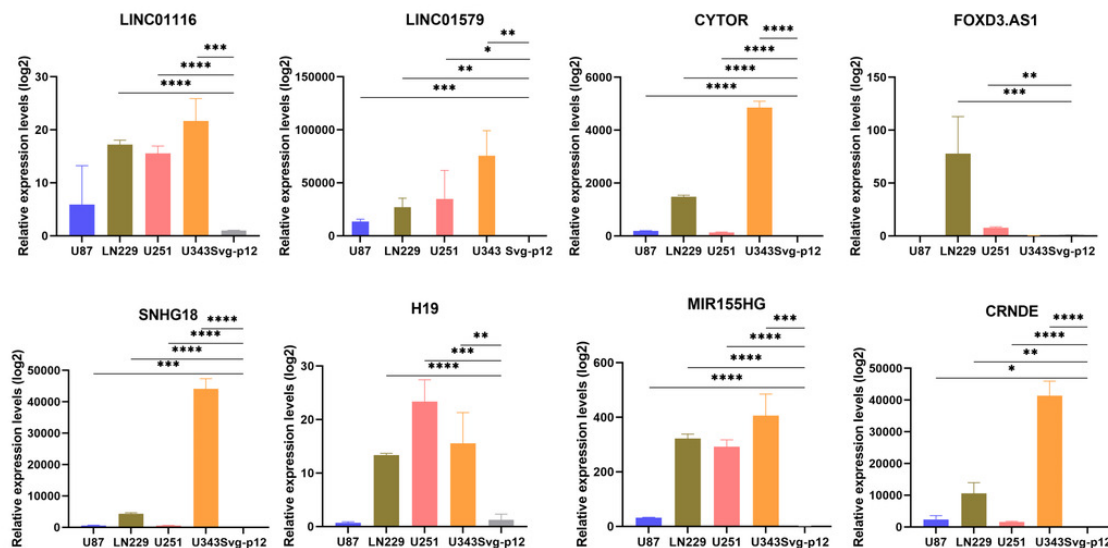 LINC01116
LINC01579
CYTOR
FOXD3.AS1
Relative expression levels (log2)
30
20
10
0
***
****
****
U87 LN229 U251 U343Svg-p12
Relative expression levels (log2)
150000
100000
50000
0
**
*
**
***
U87 LN229 U251 U343 Svg-p12
Relative expression levels (log2)
6000
4000
2000
0
****
****
****
****
U87 LN229 U251 U343Svg-p12
Relative expression levels (log2)
150
100
50
0
**
***
U87 LN229 U251 U343Svg-p12
SNHG18
H19
MIR155HG
CRNDE
Relative expression levels (log2)
50000
40000
30000
20000
10000
0
****
****
****
***
U87 LN229 U251 U343Svg-p12
Relative expression levels (log2)
30
20
10
0
**
***
****
U87 LN229 U251 U343Svg-p12
Relative expression levels (log2)
600
400
200
0
***
****
****
****
U87 LN229 U251 U343Svg-p12
Relative expression levels (log2)
50000
40000
30000
20000
10000
0
****
****
**
*
U87 LN229 U251 U343Svg-p12